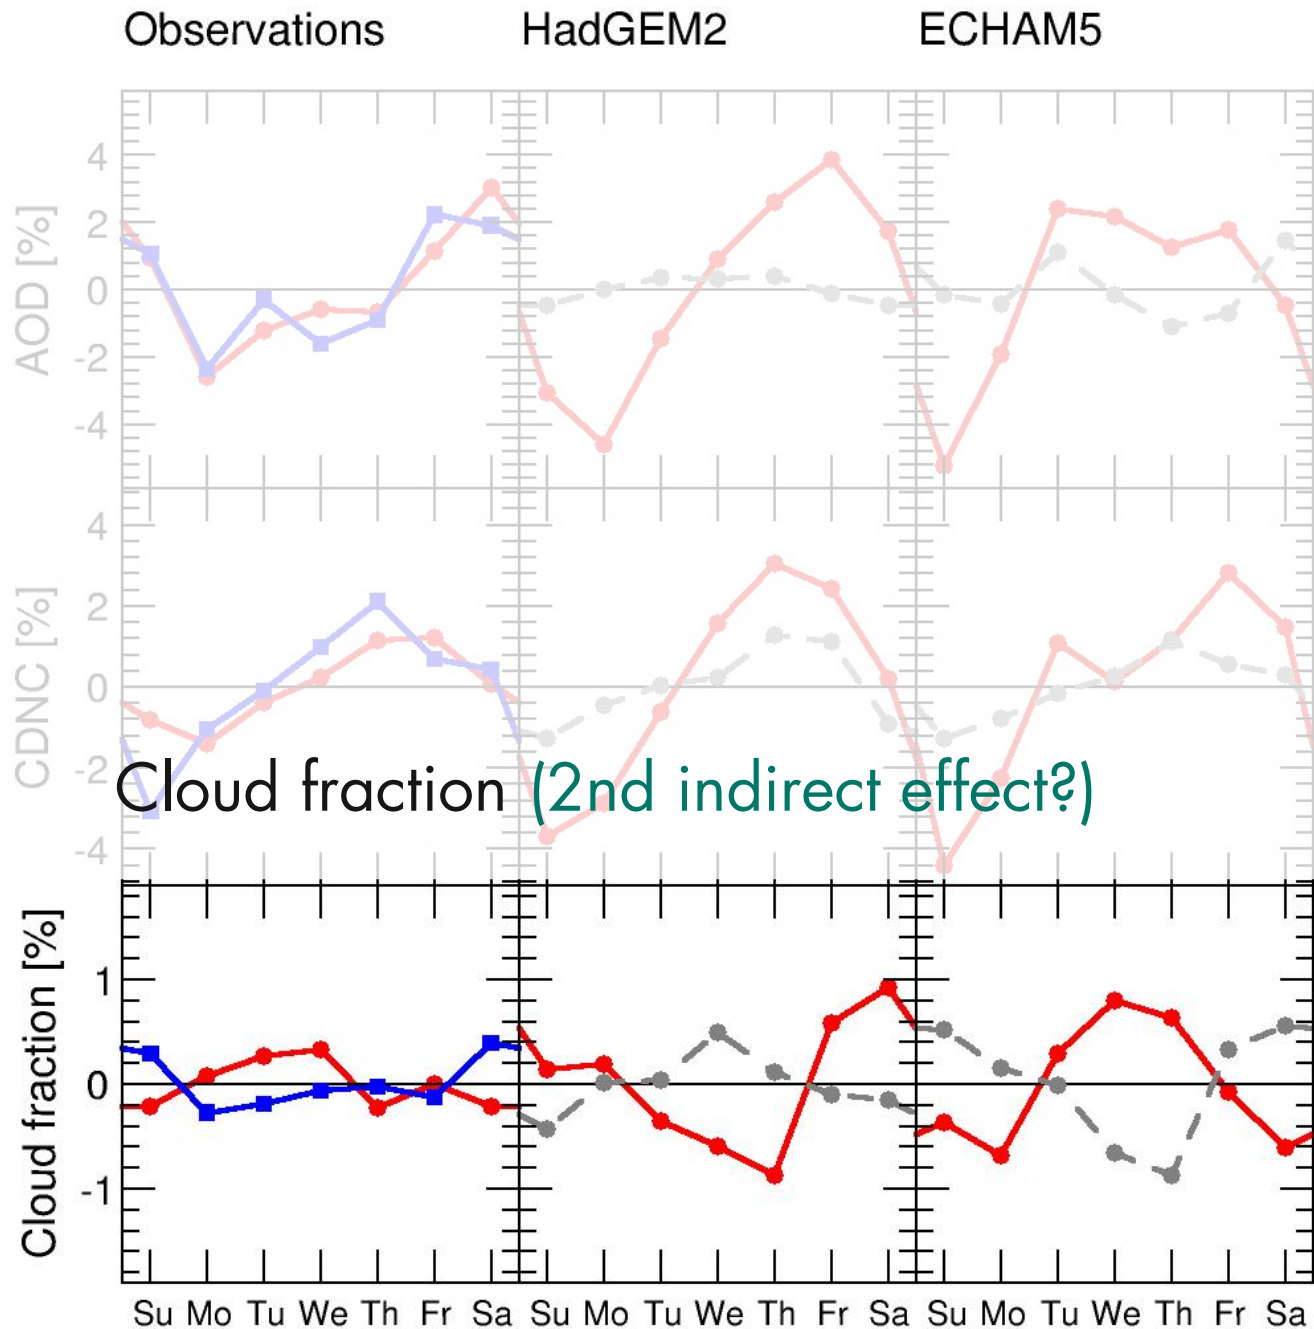 Observations HadGEM2 ECHAM5
AOD [%]
4
2
0
-2
-4
CDNC [%]
4
2
0
-2
-4
Cloud fraction (2nd indirect effect?)
Cloud fraction [%]
1
0
-1
Su Mo Tu We Th Fr Sa Su Mo Tu We Th Fr Sa Su Mo Tu We Th Fr Sa